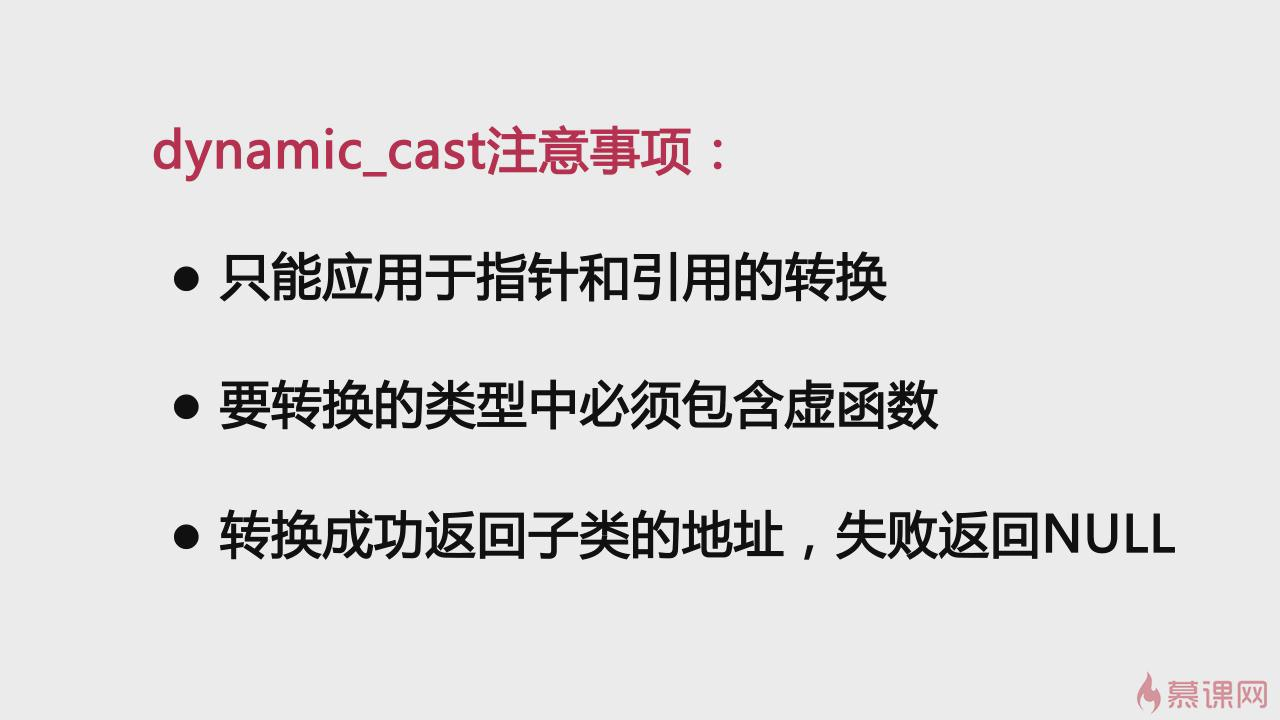 dynamic_cast注意事项：
● 只能应用于指针和引用的转换
● 要转换的类型中必须包含虚函数
● 转换成功返回子类的地址，失败返回NULL
慕课网